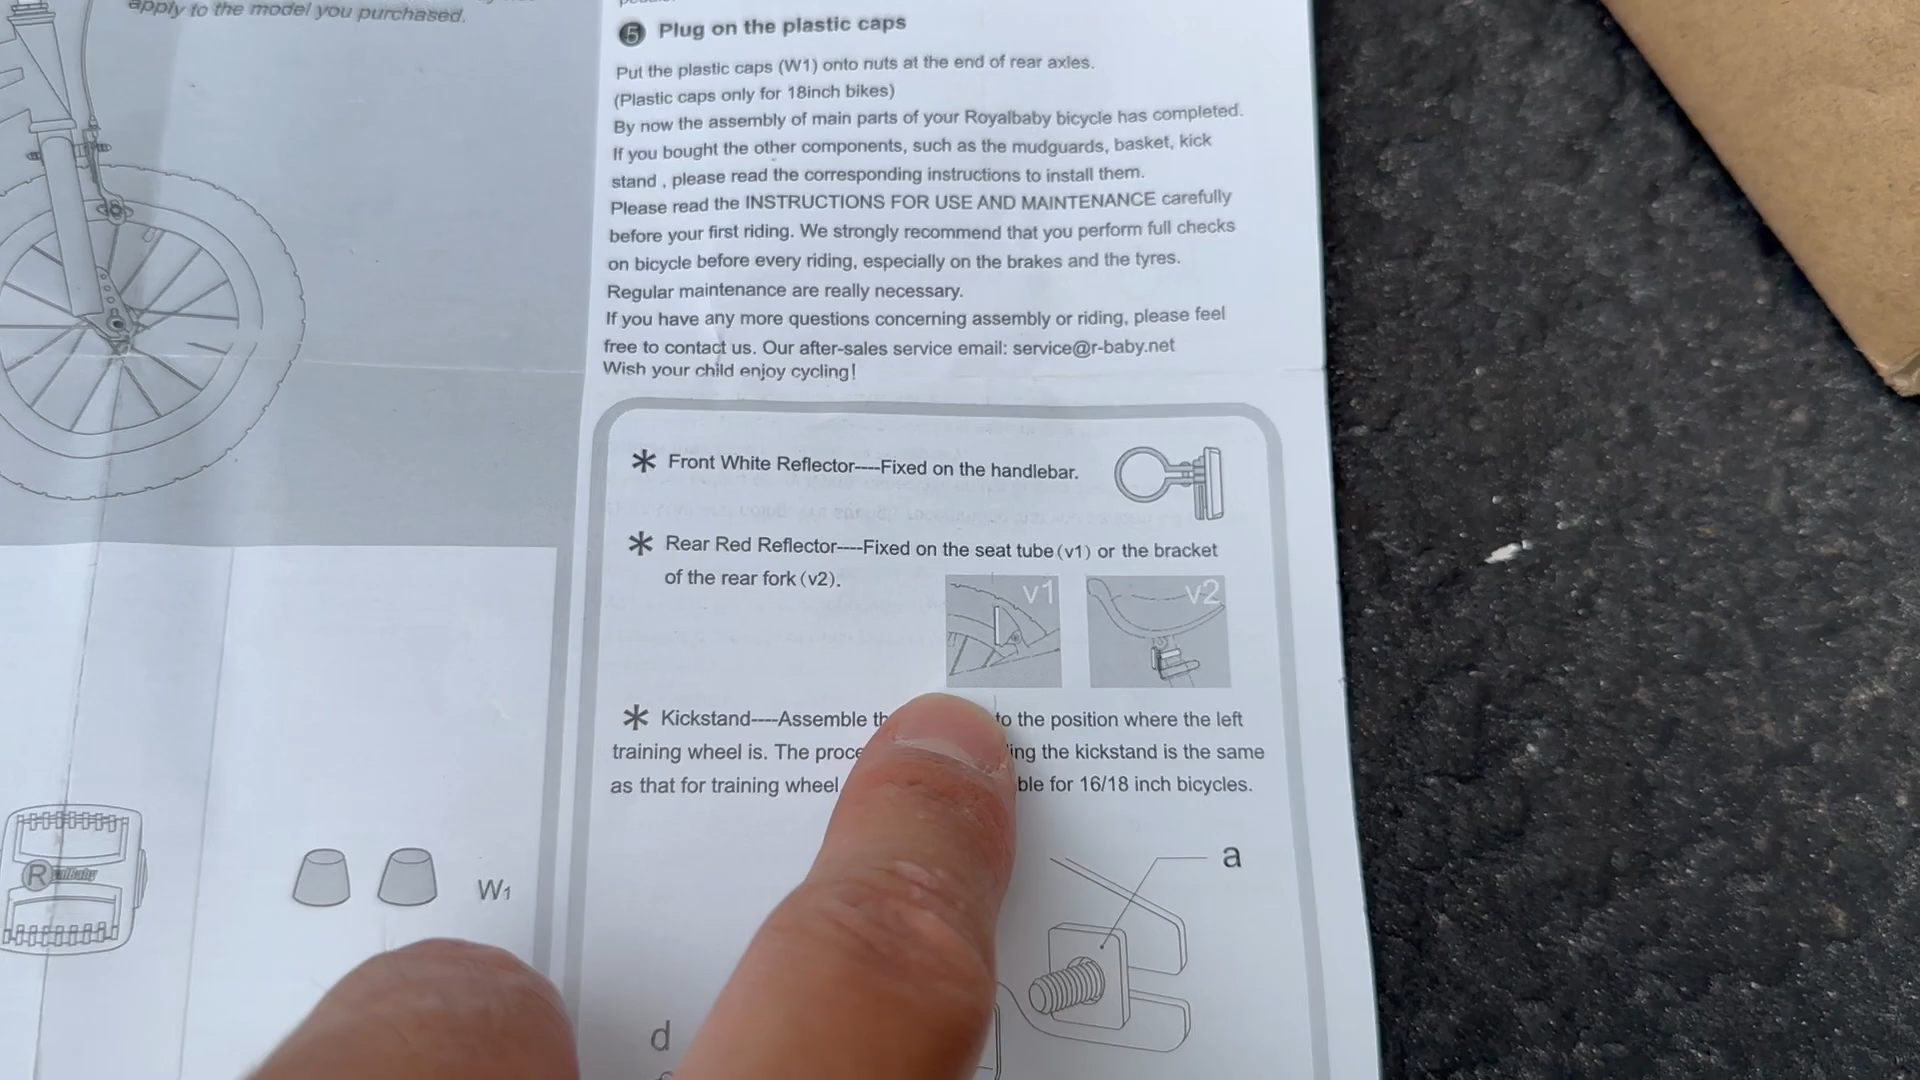 apply to the model you purchased.
5 Plug on the plastic caps
Put the plastic caps (W1) onto nuts at the end of rear axles.
(Plastic caps only for 18inch bikes)
By now the assembly of main parts of your Royalbaby bicycle has completed.
If you bought the other components, such as the mudguards, basket, kick
stand , please read the corresponding instructions to install them.
Please read the INSTRUCTIONS FOR USE AND MAINTENANCE carefully
before your first riding. We strongly recommend that you perform full checks
on bicycle before every riding, especially on the brakes and the tyres.
Regular maintenance are really necessary.
If you have any more questions concerning assembly or riding, please feel
free to contact us. Our after-sales service email: service@r-baby.net
Wish your child enjoy cycling!
* Front White Reflector----Fixed on the handlebar.
* Rear Red Reflector----Fixed on the seat tube (v1) or the bracket
of the rear fork (v2).
v1
v2
* Kickstand----Assemble to the position where the left
training wheel is. The the kickstand is the same
as that for training wheel for 16/18 inch bicycles.
a
d
R
W1